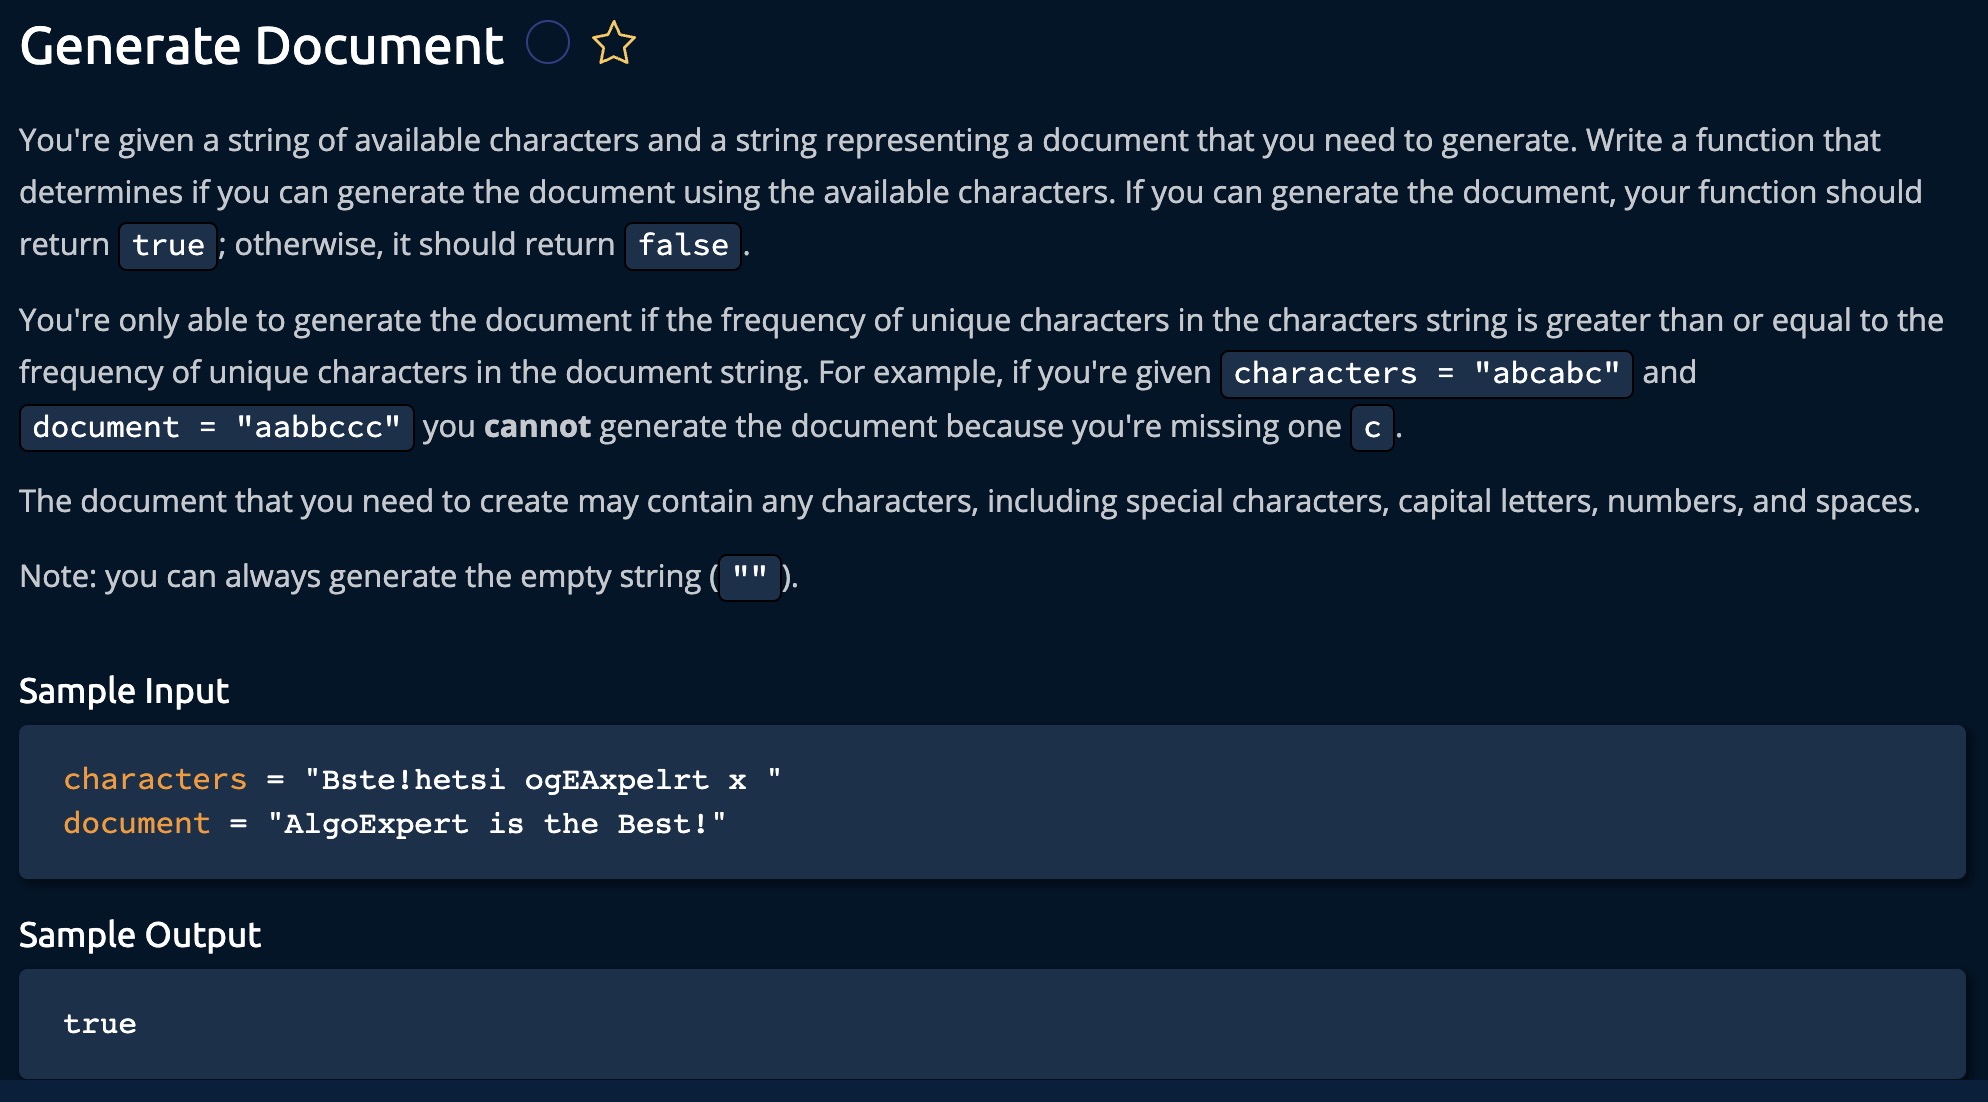 Generate Document
You're given a string of available characters and a string representing a document that you need to generate. Write a function that
determines if you can generate the document using the available characters. If you can generate the document, your function should
return true; otherwise, it should return false.
You're only able to generate the document if the frequency of unique characters in the characters string is greater than or equal to the
frequency of unique characters in the document string. For example, if you're given characters = "abcabc" and
document = "aabbccc" you cannot generate the document because you're missing one c.
The document that you need to create may contain any characters, including special characters, capital letters, numbers, and spaces.
Note: you can always generate the empty string ("").
Sample Input
characters = "Bste!hetsi ogEAxpelrt x "
document = "AlgoExpert is the Best!"
Sample Output
true